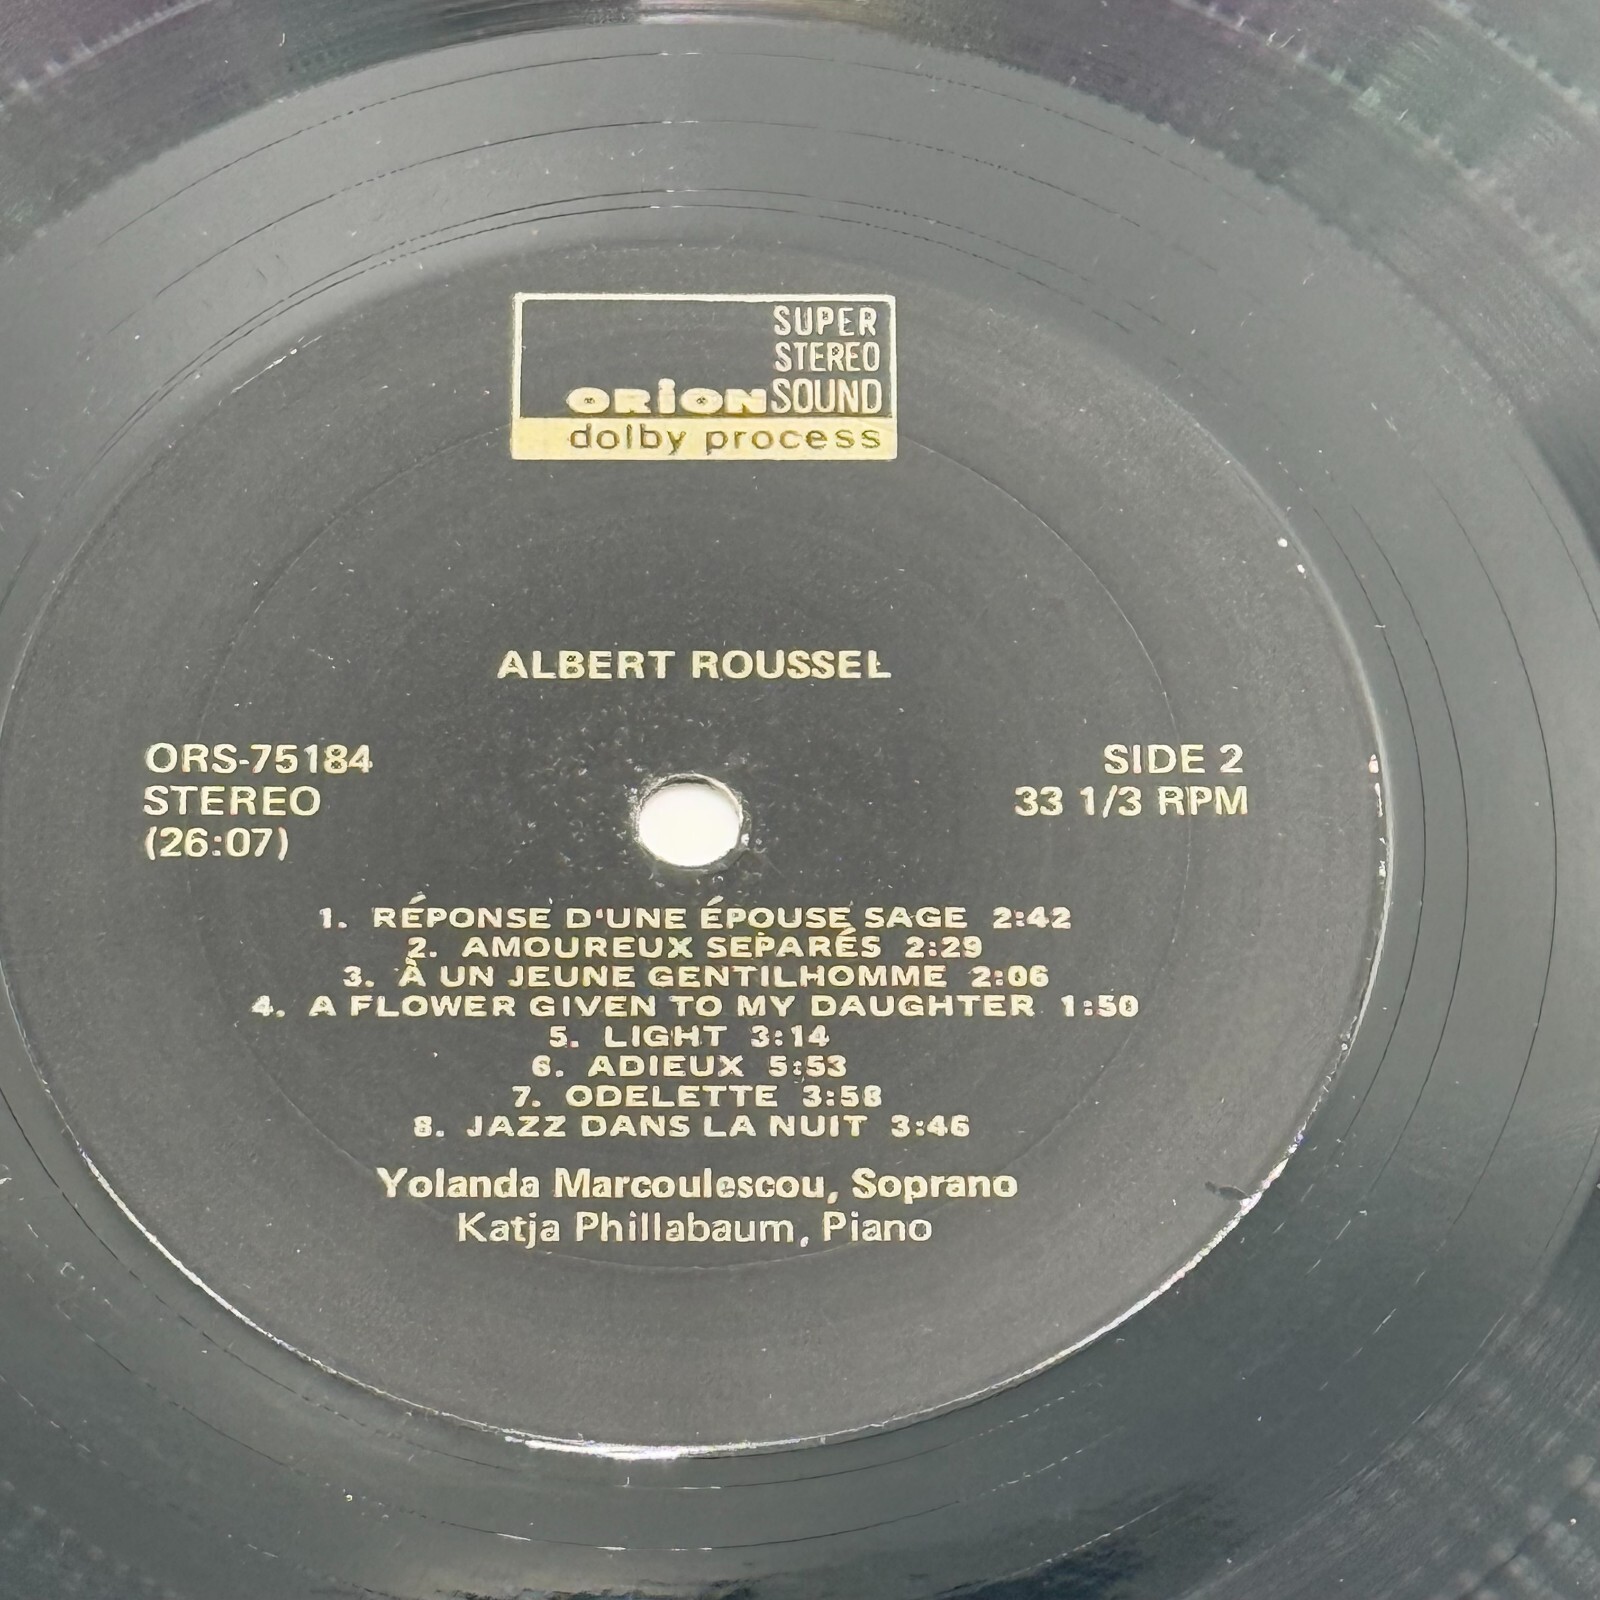 SUPER
STEREO
ORiON SOUND
dolby process
ALBERT ROUSSEL
ORS-75184
STEREO
(26:07)
SIDE 2
33 1/3 RPM
1. RÉPONSE D'UNE ÉPOUSE SAGE 2:42
2. AMOUREUX SEPARÉS 2:29
3. À UN JEUNE GENTILHOMME 2:06
4. A FLOWER GIVEN TO MY DAUGHTER 1:50
5. LIGHT 3:14
6. ADIEUX 5:53
7. ODELETTE 3:58
8. JAZZ DANS LA NUIT 3:46
Yolanda Marcoulescou, Soprano
Katja Phillabaum, Piano